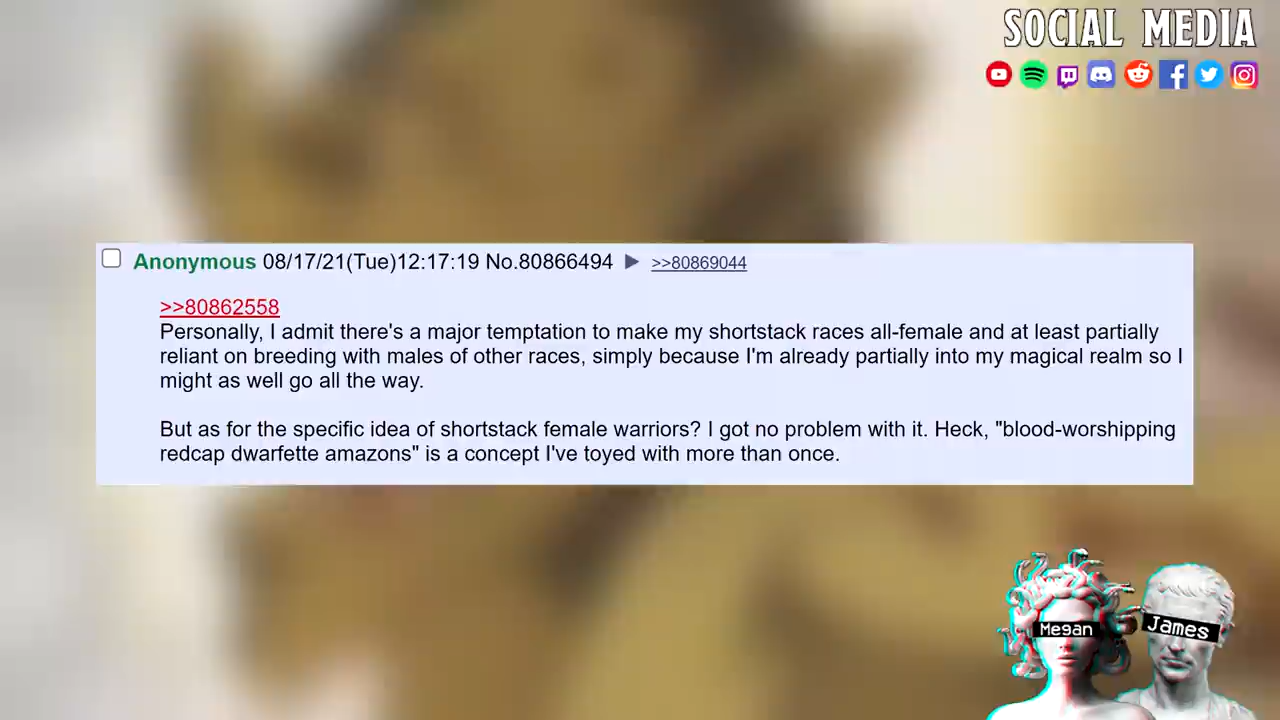 SOCIAL MEDIA
Anonymous 08/17/21(Tue)12:17:19 No.80866494 ▶ >>80869044
>>80862558
Personally, I admit there's a major temptation to make my shortstack races all-female and at least partially
reliant on breeding with males of other races, simply because I'm already partially into my magical realm so I
might as well go all the way.
But as for the specific idea of shortstack female warriors? I got no problem with it. Heck, "blood-worshipping
redcap dwarfette amazons" is a concept I've toyed with more than once.
Megan
James